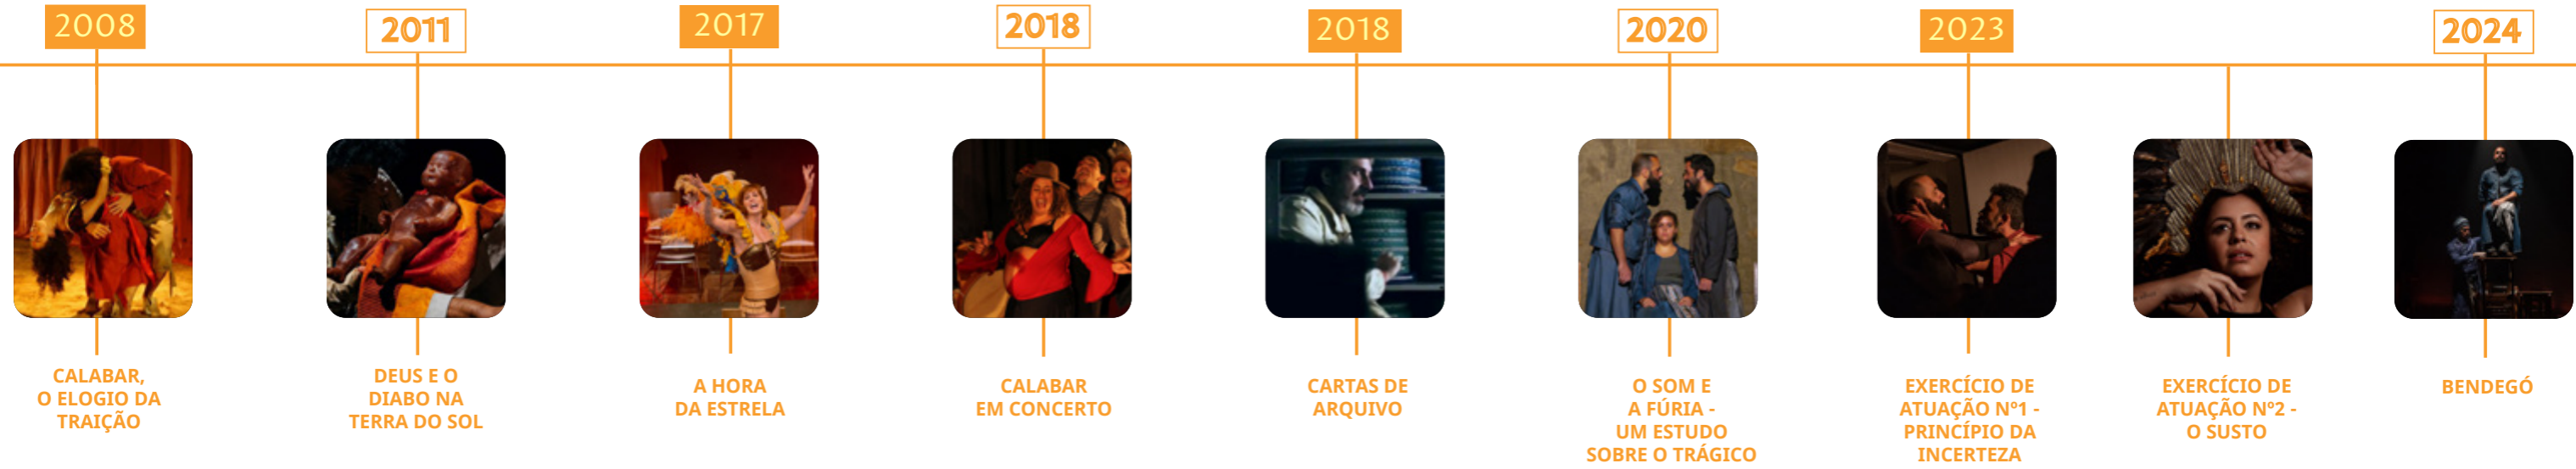 2008
2011
2017
2018
2018
2020
2023
2024
CALABAR,
O ELOGIO DA
TRAIÇÃO
DEUS E O
DIABO NA
TERRA DO SOL
A HORA
DA ESTRELA
CALABAR
EM CONCERTO
CARTAS DE
ARQUIVO
O SOM E
A FÚRIA -
UM ESTUDO
SOBRE O TRÁGICO
EXERCÍCIO DE
ATUAÇÃO Nº1 -
PRINCÍPIO DA
INCERTEZA
EXERCÍCIO DE
ATUAÇÃO Nº2 -
O SUSTO
BENDEGÓ